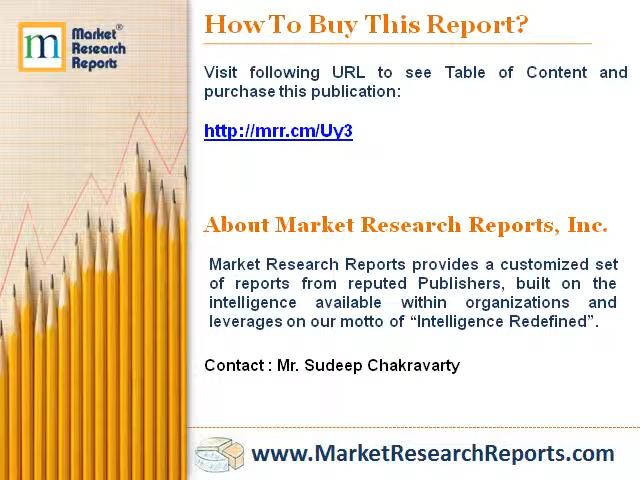 m
Market®
Research
Reports
How To Buy This Report?
Visit following URL to see Table of Content and
purchase this publication:
http://mrr.cm/Uy3
About Market Research Reports, Inc.
Market Research Reports provides a customized set
of reports from reputed Publishers, built on the
intelligence available within organizations and
leverages on our motto of “Intelligence Redefined”.
Contact : Mr. Sudeep Chakravarty
www.MarketResearchReports.com